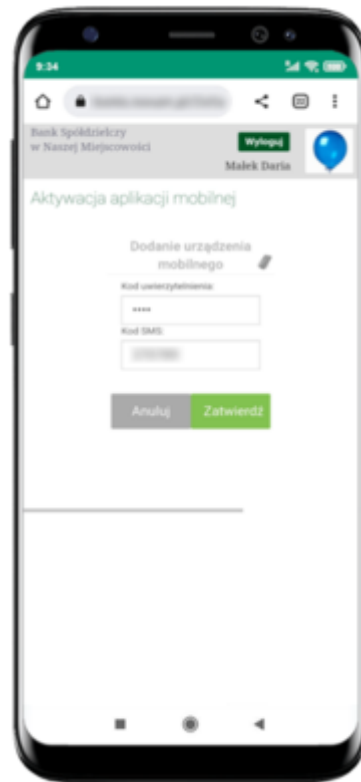 9:34
Bank Spółdzielczy
w Naszej Miejscowości
Wyloguj
Małek Daria
Aktywacja aplikacji mobilnej
Dodanie urządzenia
mobilnego
Kod uwierzytelnienia:
····
Kod SMS:
Anuluj Zatwierdź